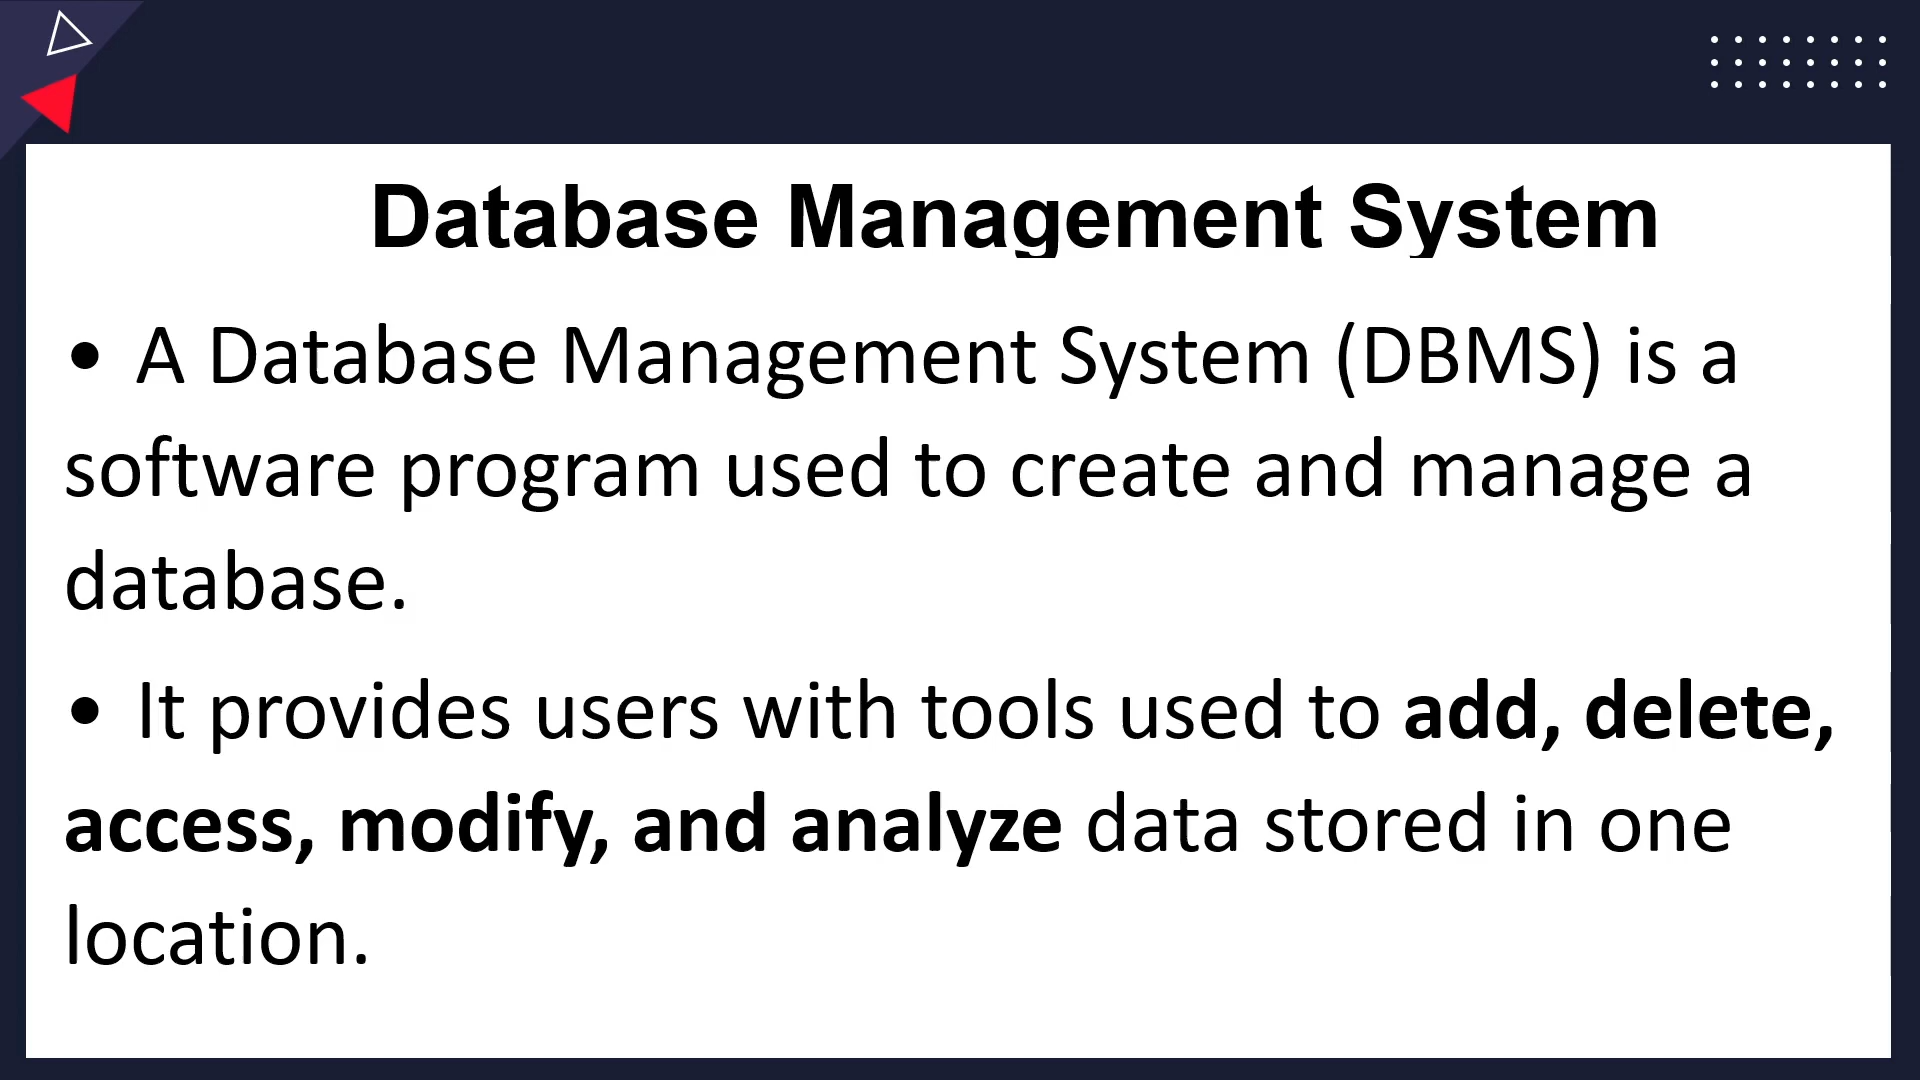 Database Management System
• A Database Management System (DBMS) is a
software program used to create and manage a
database.
• It provides users with tools used to add, delete,
access, modify, and analyze data stored in one
location.